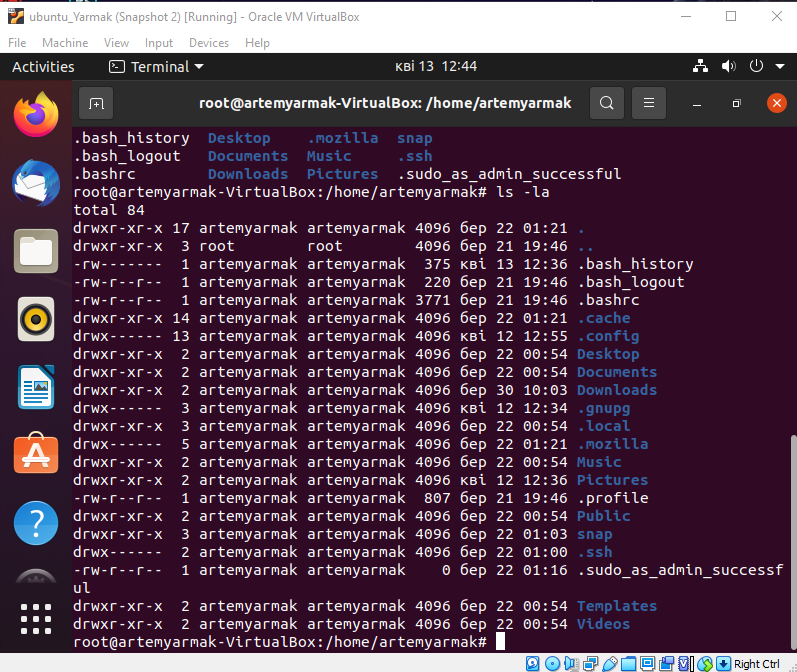 ubuntu_Yarmak (Snapshot 2) [Running] - Oracle VM VirtualBox
File Machine View Input Devices Help
Activities Terminal кві 13 12:44
root@artemyarmak-VirtualBox: /home/artemyarmak
.bash_history Desktop .mozilla snap
.bash_logout Documents Music .ssh
.bashrc Downloads Pictures .sudo_as_admin_successful
root@artemyarmak-VirtualBox:/home/artemyarmak# ls -la
total 84
drwxr-xr-x 17 artemyarmak artemyarmak 4096 бер 22 01:21 .
drwxr-xr-x 3 root root 4096 бер 21 19:46 ..
-rw------- 1 artemyarmak artemyarmak 375 кві 13 12:36 .bash_history
-rw-r--r-- 1 artemyarmak artemyarmak 220 бер 21 19:46 .bash_logout
-rw-r--r-- 1 artemyarmak artemyarmak 3771 бер 21 19:46 .bashrc
drwxr-xr-x 14 artemyarmak artemyarmak 4096 бер 22 01:21 .cache
drwx------ 13 artemyarmak artemyarmak 4096 кві 12 12:55 .config
drwxr-xr-x 2 artemyarmak artemyarmak 4096 бер 22 00:54 Desktop
drwxr-xr-x 2 artemyarmak artemyarmak 4096 бер 22 00:54 Documents
drwxr-xr-x 2 artemyarmak artemyarmak 4096 бер 30 10:03 Downloads
drwx------ 3 artemyarmak artemyarmak 4096 кві 12 12:34 .gnupg
drwxr-xr-x 3 artemyarmak artemyarmak 4096 бер 22 00:54 .local
drwx------ 5 artemyarmak artemyarmak 4096 бер 22 01:21 .mozilla
drwxr-xr-x 2 artemyarmak artemyarmak 4096 бер 22 00:54 Music
drwxr-xr-x 2 artemyarmak artemyarmak 4096 кві 12 12:36 Pictures
-rw-r--r-- 1 artemyarmak artemyarmak 807 бер 21 19:46 .profile
drwxr-xr-x 2 artemyarmak artemyarmak 4096 бер 22 00:54 Public
drwxr-xr-x 3 artemyarmak artemyarmak 4096 бер 22 01:03 snap
drwx------ 2 artemyarmak artemyarmak 4096 бер 22 01:00 .ssh
-rw-r--r-- 1 artemyarmak artemyarmak 0 бер 22 01:16 .sudo_as_admin_successf
ul
drwxr-xr-x 2 artemyarmak artemyarmak 4096 бер 22 00:54 Templates
drwxr-xr-x 2 artemyarmak artemyarmak 4096 бер 22 00:54 Videos
root@artemyarmak-VirtualBox:/home/artemyarmak#
Right Ctrl